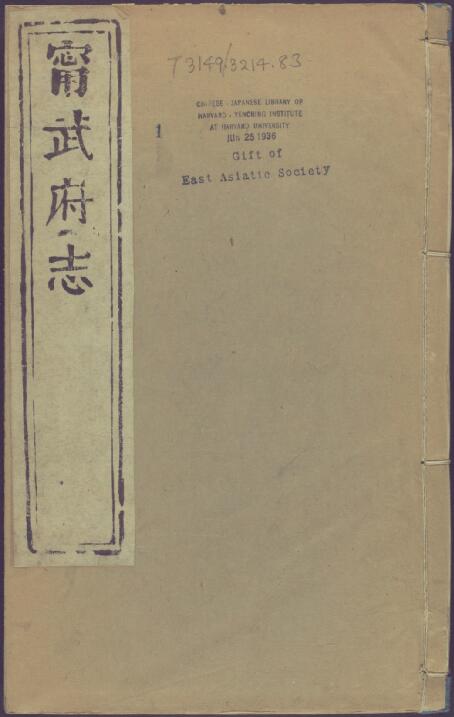 甯武府志
T3149/3214.83
CHINESE - JAPANESE LIBRARY OF
HARVARD - YENCHING INSTITUTE
AT HARVARD UNIVERSITY
JUN 25 1936
1
Gift of
East Asiatic Society